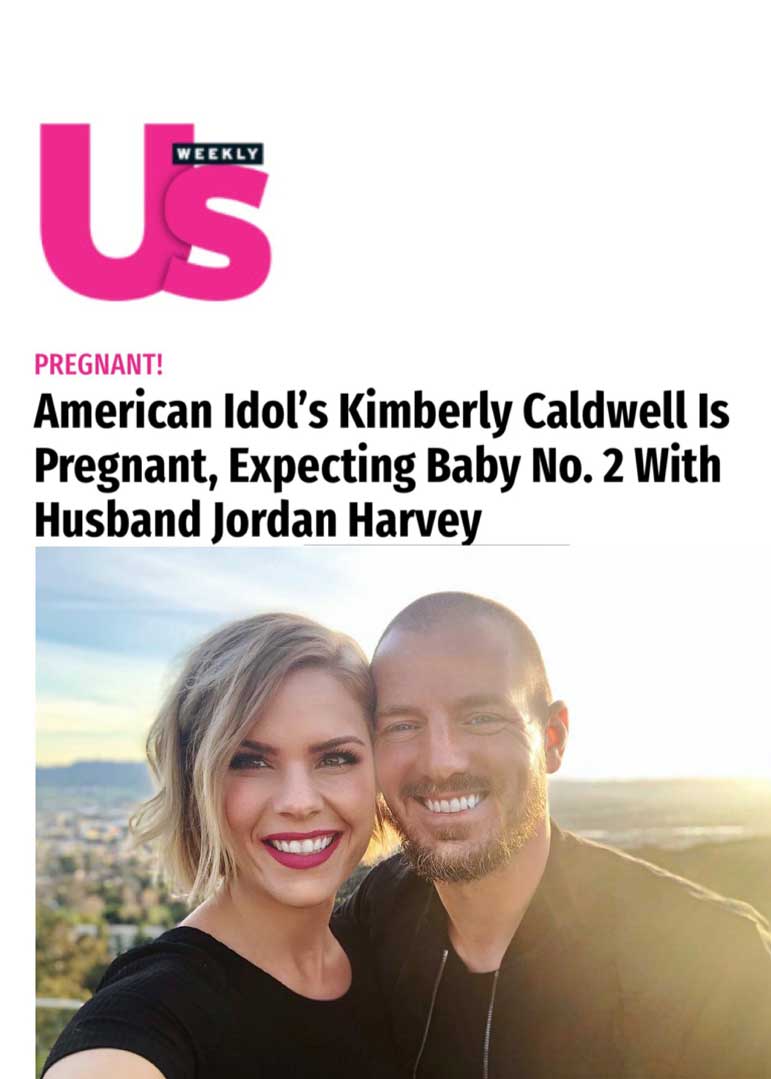 Us
WEEKLY
PREGNANT!
American Idol’s Kimberly Caldwell Is
Pregnant, Expecting Baby No. 2 With
Husband Jordan Harvey